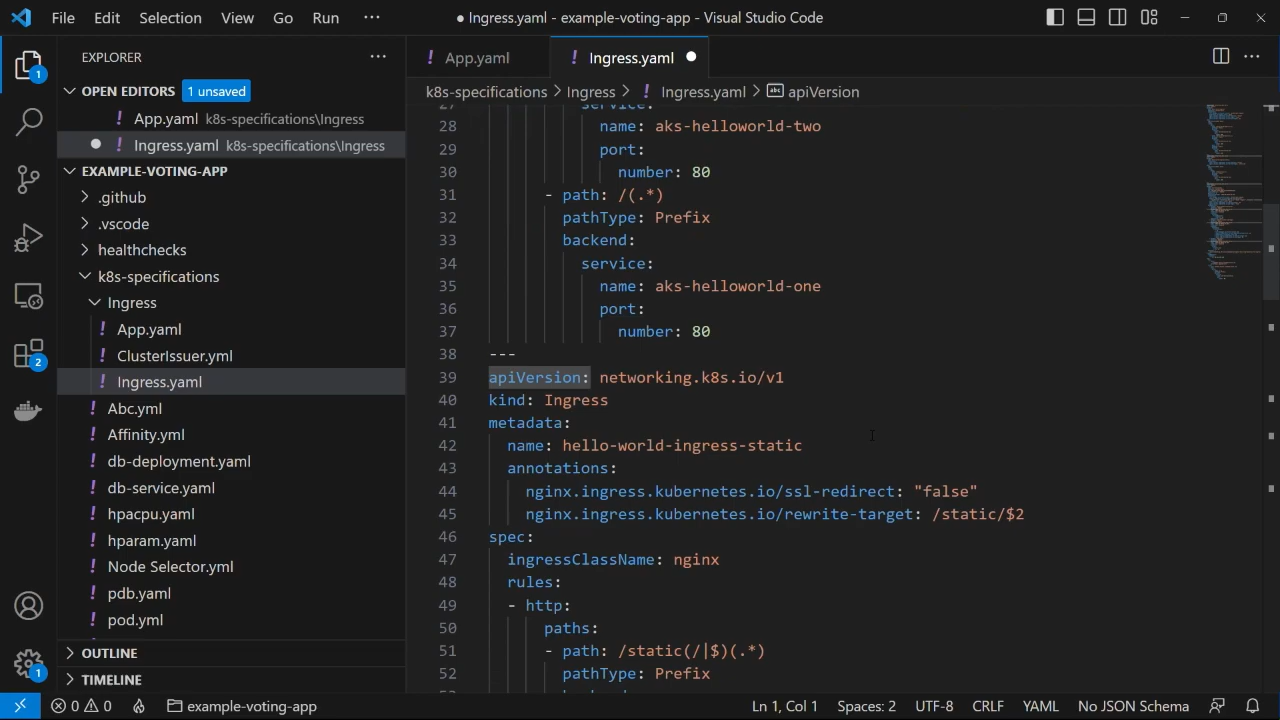 File Edit Selection View Go Run ··· ● Ingress.yaml - example-voting-app - Visual Studio Code
EXPLORER ···
OPEN EDITORS 1 unsaved
! App.yaml k8s-specifications\Ingress
● ! Ingress.yaml k8s-specifications\Ingress
EXAMPLE-VOTING-APP
.github
.vscode
healthchecks
k8s-specifications
Ingress
! App.yaml
! ClusterIssuer.yml
! Ingress.yaml
! Abc.yml
! Affinity.yml
! db-deployment.yaml
! db-service.yaml
! hpacpu.yaml
! hparam.yaml
! Node Selector.yml
! pdb.yaml
! pod.yml
OUTLINE
TIMELINE
1
2
1
! App.yaml ! Ingress.yaml ●
k8s-specifications > Ingress > ! Ingress.yaml > abc apiVersion
27 service:
28 name: aks-helloworld-two
29 port:
30 number: 80
31 - path: /(.*)
32 pathType: Prefix
33 backend:
34 service:
35 name: aks-helloworld-one
36 port:
37 number: 80
38 ---
39 apiVersion: networking.k8s.io/v1
40 kind: Ingress
41 metadata:
42 name: hello-world-ingress-static
43 annotations:
44 nginx.ingress.kubernetes.io/ssl-redirect: "false"
45 nginx.ingress.kubernetes.io/rewrite-target: /static/$2
46 spec:
47 ingressClassName: nginx
48 rules:
49 - http:
50 paths:
51 - path: /static(/|$)(.*)
52 pathType: Prefix
0 0 example-voting-app Ln 1, Col 1 Spaces: 2 UTF-8 CRLF YAML No JSON Schema